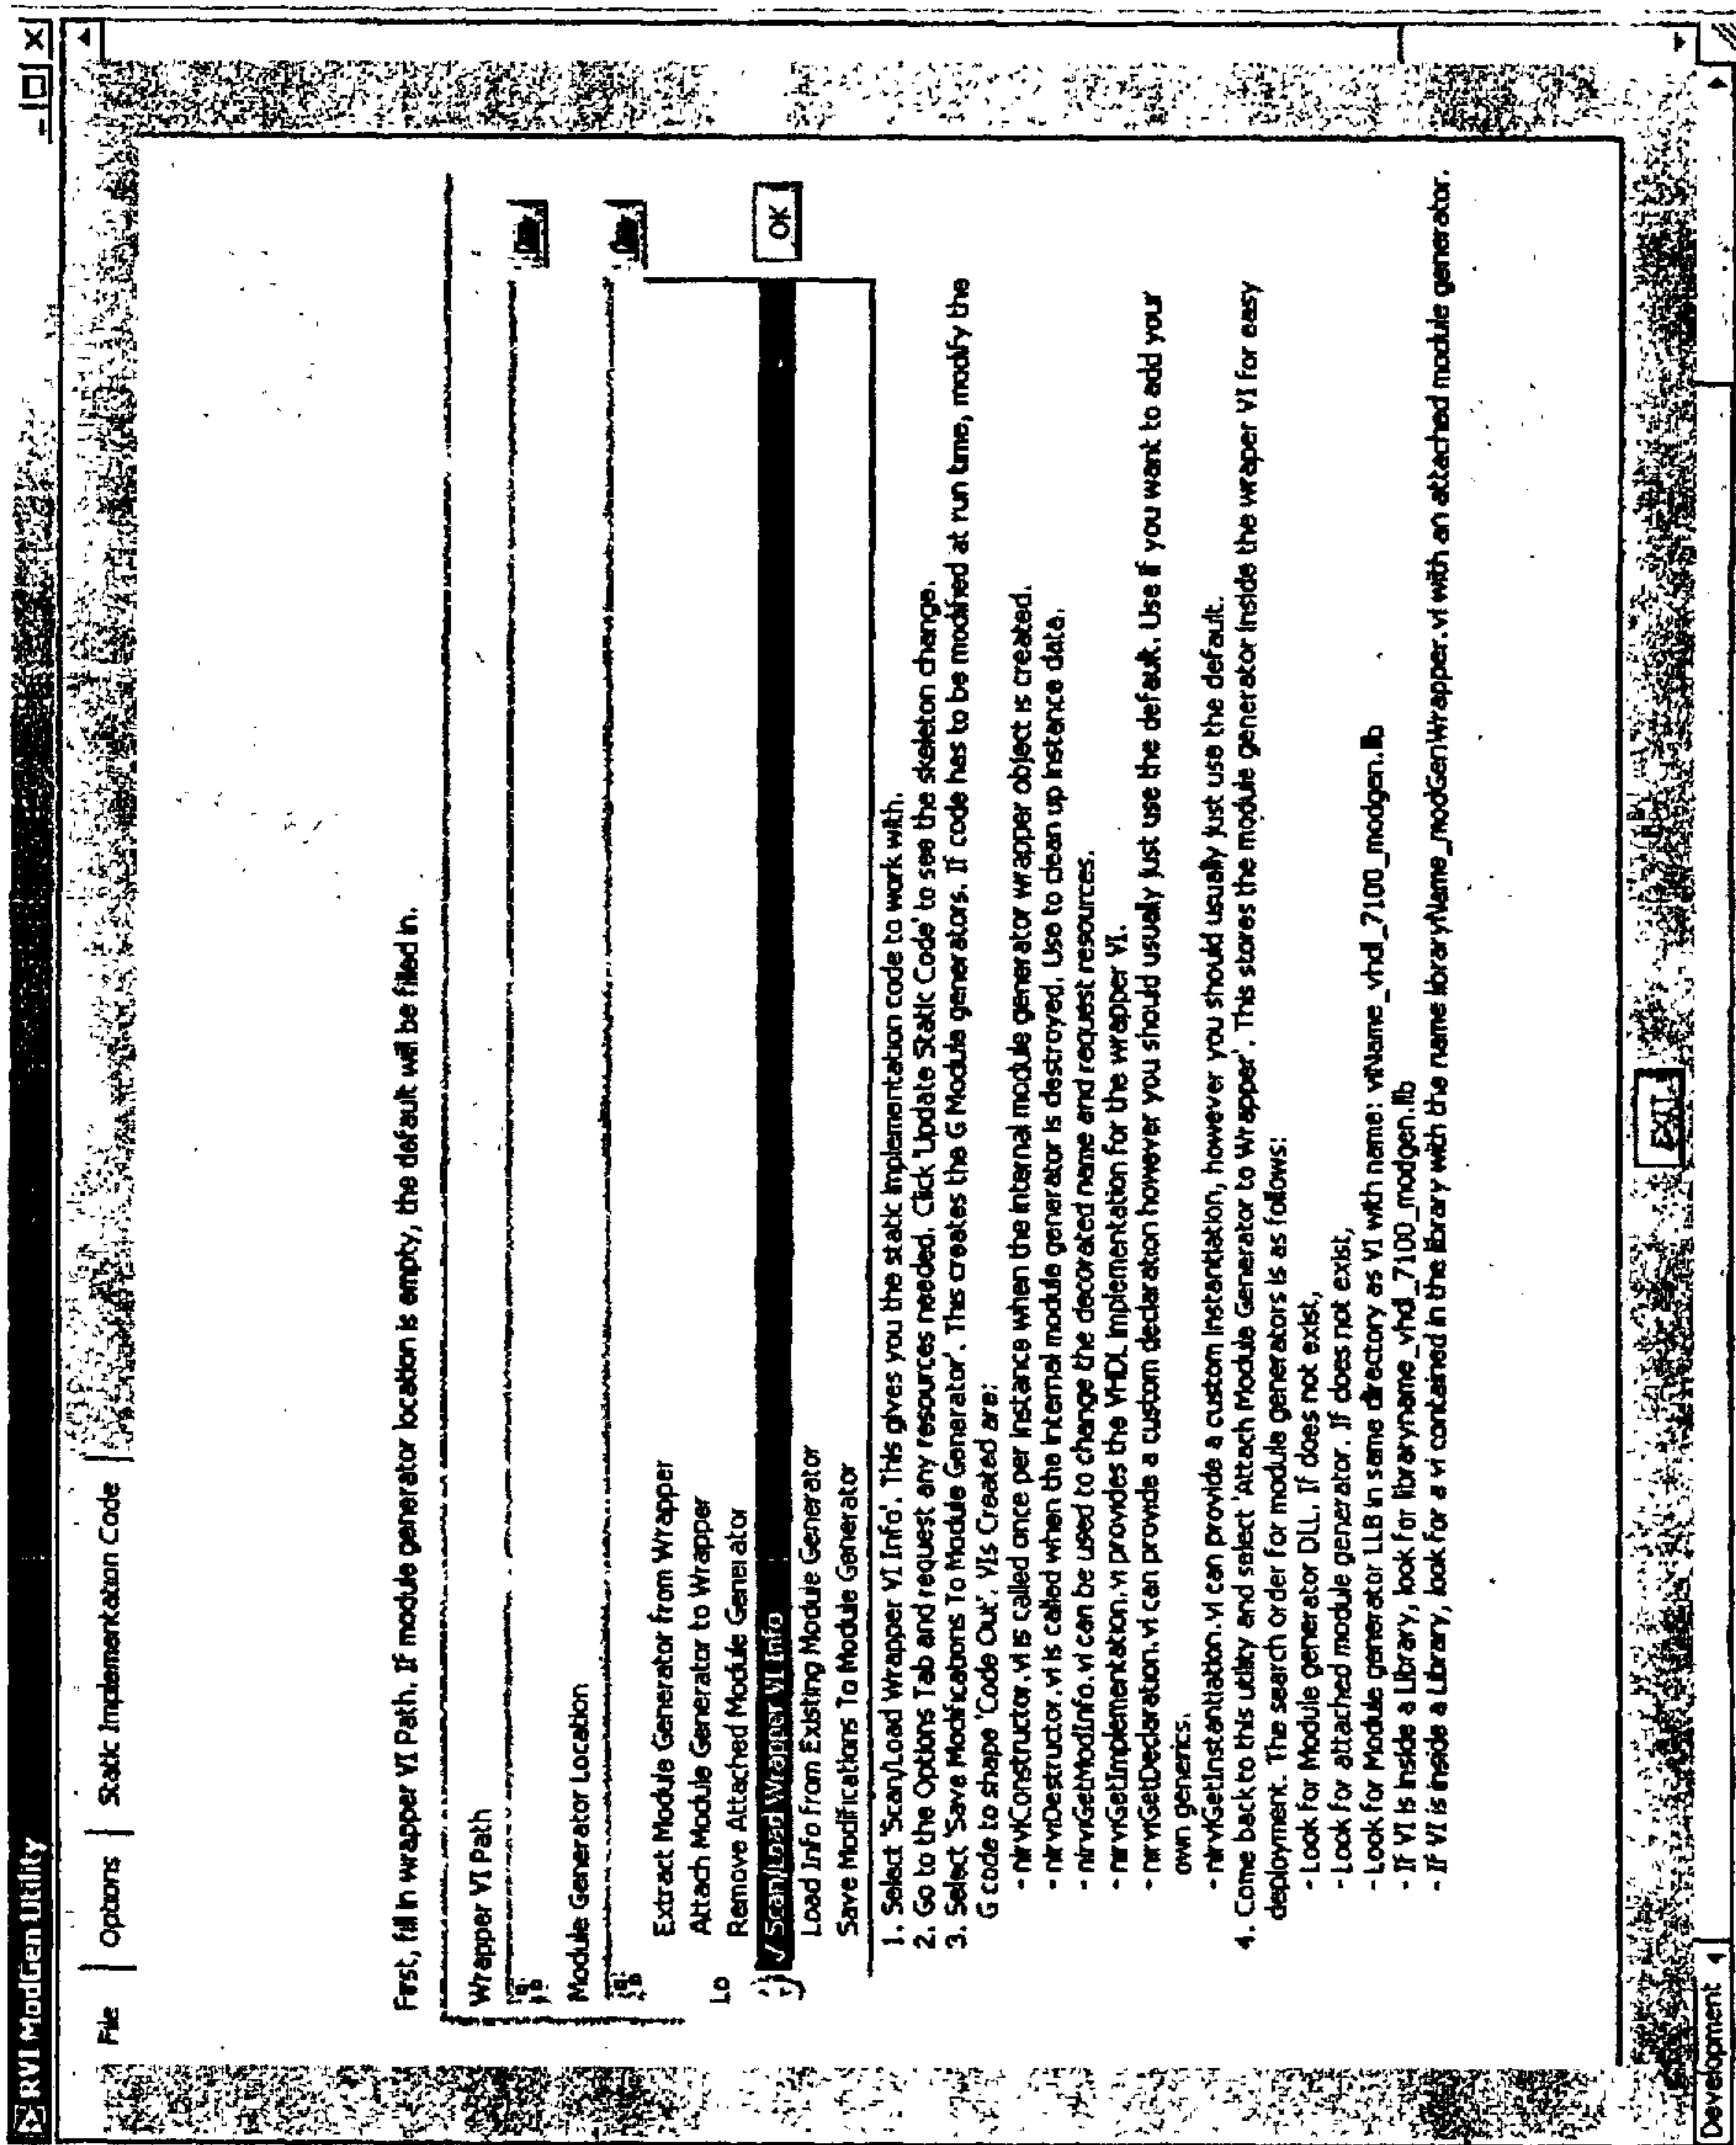 RVI ModGen Utility
File
Options
Static Implementation Code
First, fill in wrapper VI Path. If module generator location is empty, the default will be filled in.
Wrapper VI Path
Module Generator Location
Extract Module Generator from Wrapper
Attach Module Generator to Wrapper
Remove Attached Module Generator
Lo
√ Scan/Load Wrapper VI Info
OK
Load Info from Existing Module Generator
Save Modifications To Module Generator
1. Select 'Scan/Load Wrapper VI Info'. This gives you the static implementation code to work with.
2. Go to the Options Tab and request any resources needed. Click 'Update Static Code' to see the skeleton change.
3. Select 'Save Modifications To Module Generator'. This creates the G Module generators. If code has to be modified at run time, modify the
G code to shape 'Code Out'. VIs Created are:
- nirviConstructor.vi is called once per instance when the internal module generator wrapper object is created.
- nirviDestructor.vi is called when the internal module generator is destroyed. Use to clean up instance data.
- nirviGetModInfo.vi can be used to change the decorated name and request resources.
- nirviGetImplementation.vi provides the VHDL implementation for the wrapper VI.
- nirviGetDeclaration.vi can provide a custom declaration however you should usually just use the default. Use if you want to add your
own generics.
- nirviGetInstantiation.vi can provide a custom instantiation, however you should usually just use the default.
4. Come back to this utility and select 'Attach Module Generator to Wrapper'. This stores the module generator inside the wraper VI for easy
deployment. The search order for module generators is as follows:
- Look for Module generator DLL. If does not exist,
- Look for attached module generator. If does not exist,
- Look for Module generator LLB in same directory as VI with name: viName_vhdl_7100_modgen.llb
- If VI is inside a Library, look for libraryname_vhdl_7100_modgen.llb
- If VI is inside a Library, look for a vi contained in the library with the name libraryName_modGenWrapper.vi with an attached module generator.
EXIT
Development